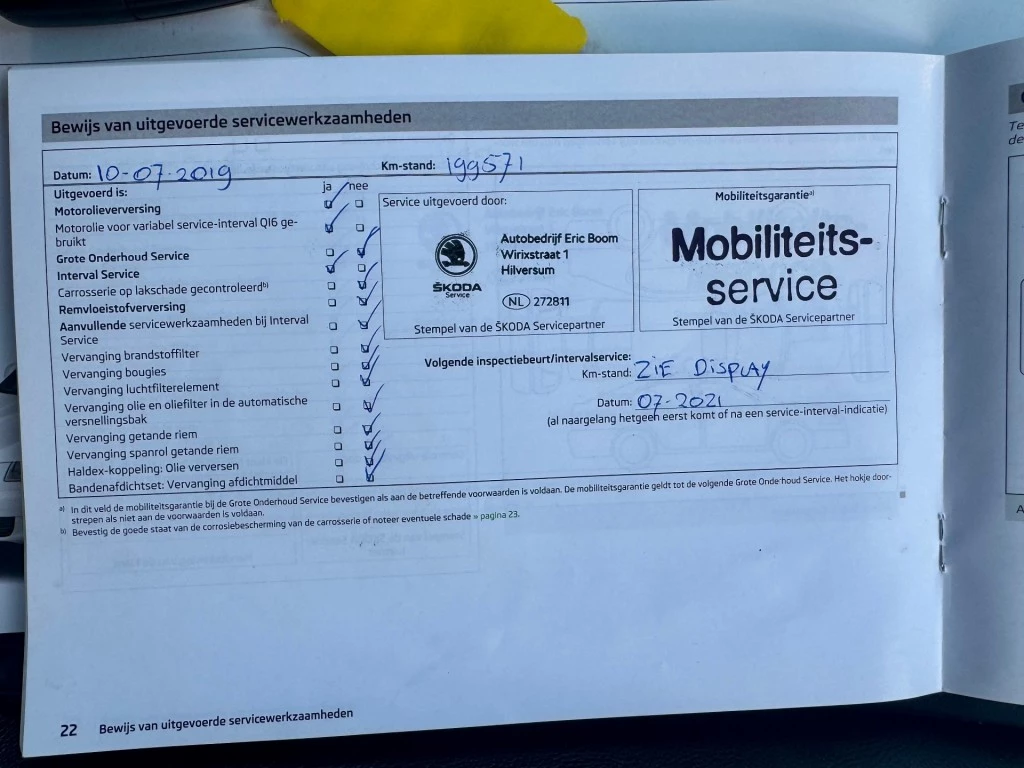 Bewijs van uitgevoerde servicewerkzaamheden
Datum: 10-07-2019
Km-stand: 199571
Uitgevoerd is:
ja nee
Motorolieverversing
Motorolie voor variabel service-interval QI6 ge-
bruikt
Grote Onderhoud Service
Interval Service
Carrosserie op lakschade gecontroleerd b)
Remvloeistofverversing
Aanvullende servicewerkzaamheden bij Interval
Service
Vervanging brandstoffilter
Vervanging bougies
Vervanging luchtfilterelement
Vervanging olie en oliefilter in de automatische
versnellingsbak
Vervanging getande riem
Vervanging spanrol getande riem
Haldex-koppeling: Olie verversen
Bandenafdichtset: Vervanging afdichtmiddel
Service uitgevoerd door:
ŠKODA
Service
Autobedrijf Eric Boom
Wirixstraat 1
Hilversum
NL 272811
Stempel van de ŠKODA Servicepartner
Mobiliteitsgarantie a)
Mobiliteits-
service
Stempel van de ŠKODA Servicepartner
Volgende inspectiebeurt/intervalservice:
Km-stand: ZIE DISPLAY
Datum: 07-2021
(al naargelang hetgeen eerst komt of na een service-interval-indicatie)
a) In dit veld de mobiliteitsgarantie bij de Grote Onderhoud Service bevestigen als aan de betreffende voorwaarden is voldaan. De mobiliteitsgarantie geldt tot de volgende Grote Onderhoud Service. Het hokje door-
strepen als niet aan de voorwaarden is voldaan.
b) Bevestig de goede staat van de corrosiebescherming van de carrosserie of noteer eventuele schade » pagina 23.
22 Bewijs van uitgevoerde servicewerkzaamheden
Te
de
A